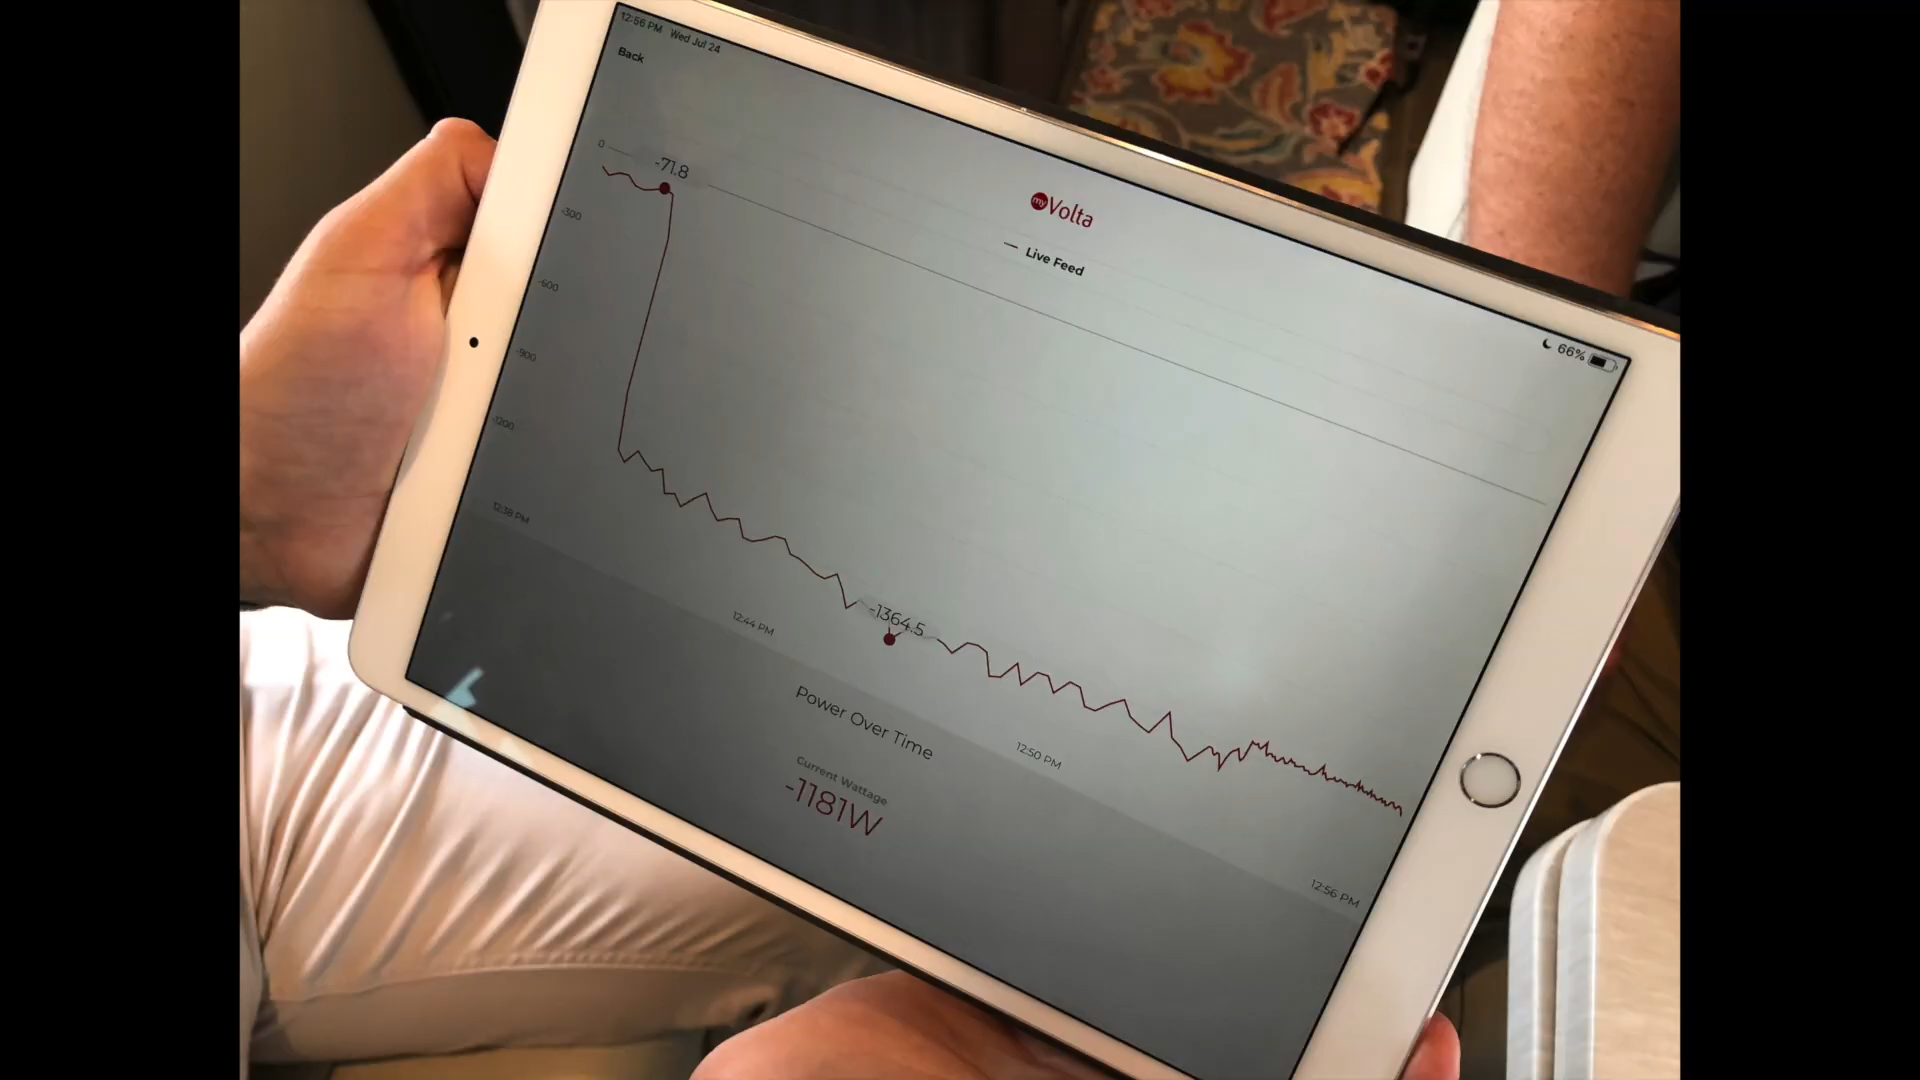 12:56 PM Wed Jul 24
66%
Back
myVolta
Live Feed
0
-300
-600
-900
-1200
-71.8
-1364.5
12:38 PM
12:44 PM
12:50 PM
12:56 PM
Power Over Time
Current Wattage
-1181W